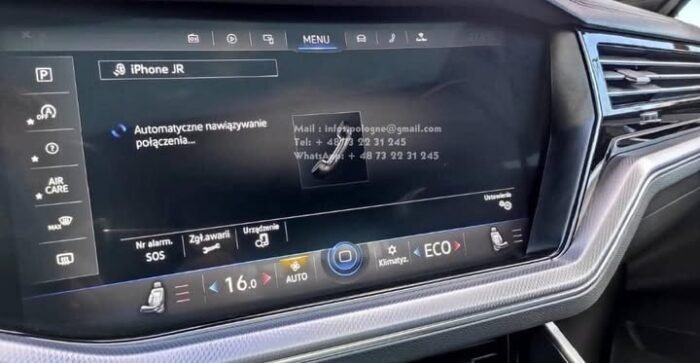 MENU
P
iPhone JR
OFF
Automatyczne nawiązywanie
połączenia...
Mail : infotipologne@gmail.com
Tel: + 48 73 22 31 245
WhatsApp: + 48 73 22 31 245
?
AIR
CARE
MAX
Nr alarm.
SOS
Zgł.awarii
Urządzenie
Ustawienia
16.0
AUTO
Klimatyz.
ECO